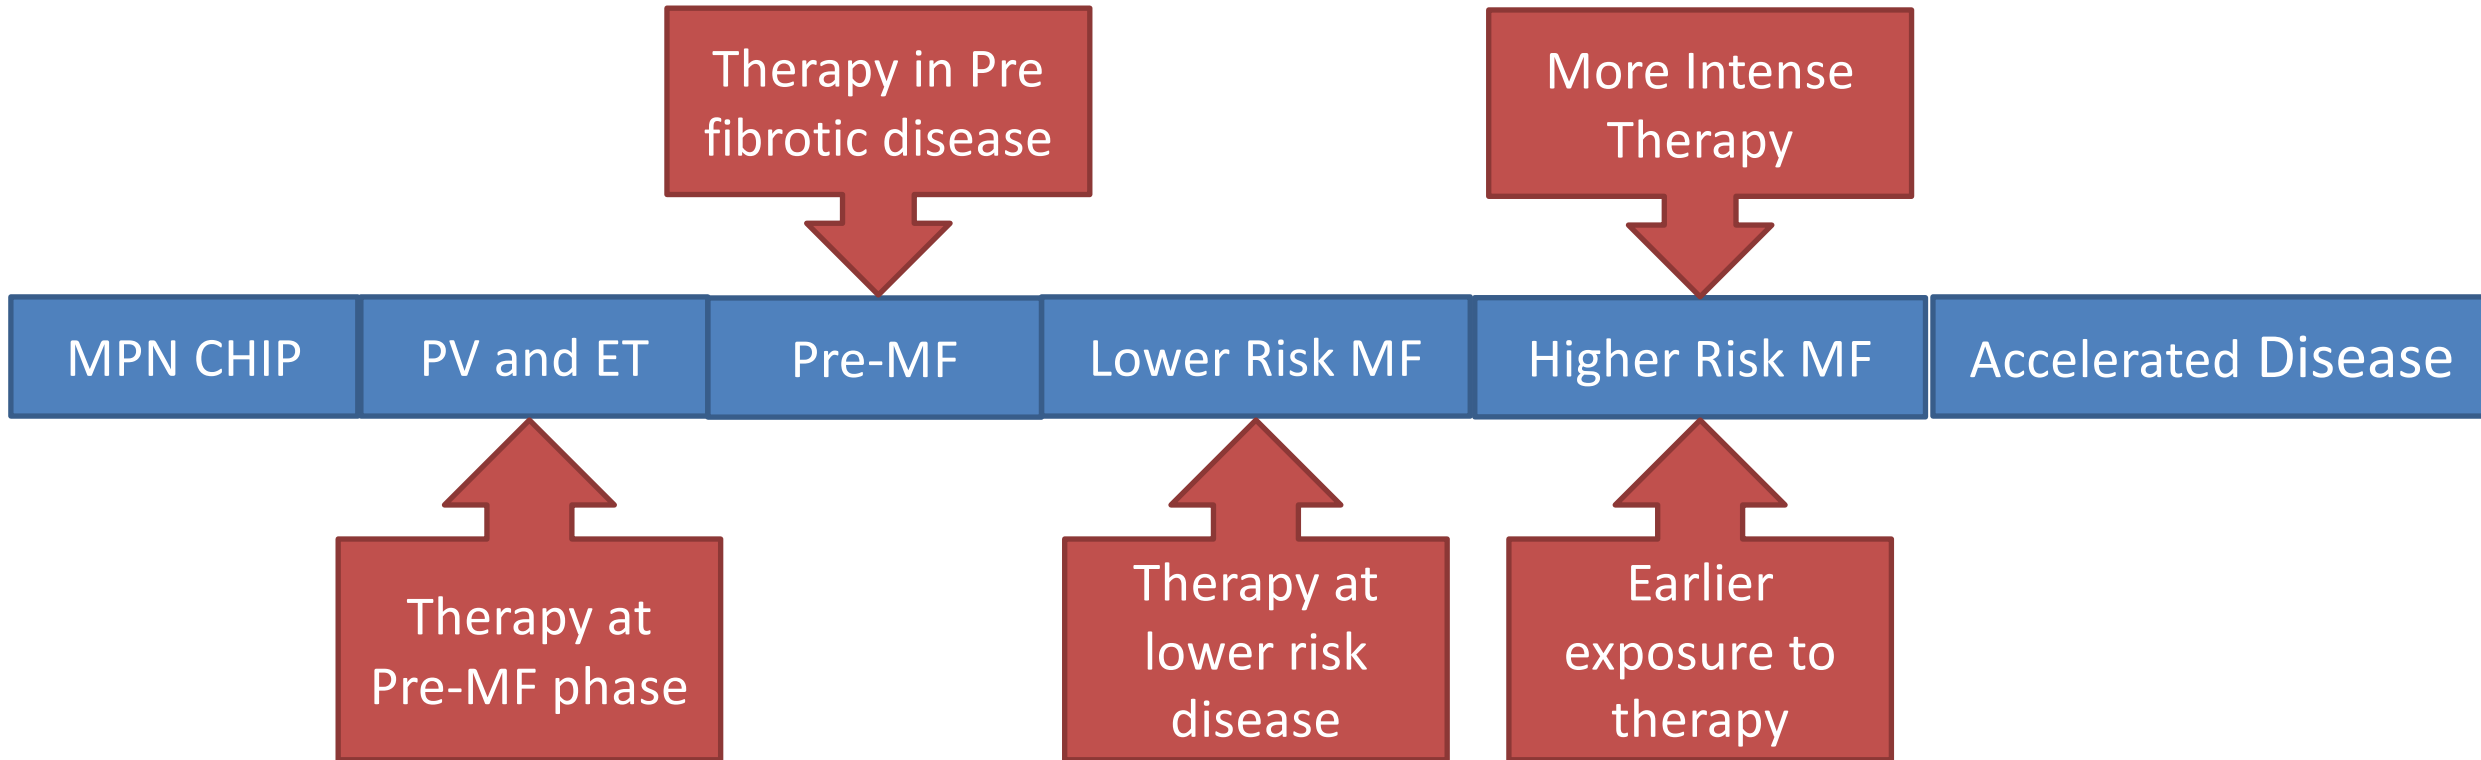 Therapy in Pre
fibrotic disease
More Intense
Therapy
MPN CHIP
PV and ET
Pre-MF
Lower Risk MF
Higher Risk MF
Accelerated Disease
Therapy at
Pre-MF phase
Therapy at
lower risk
disease
Earlier
exposure to
therapy